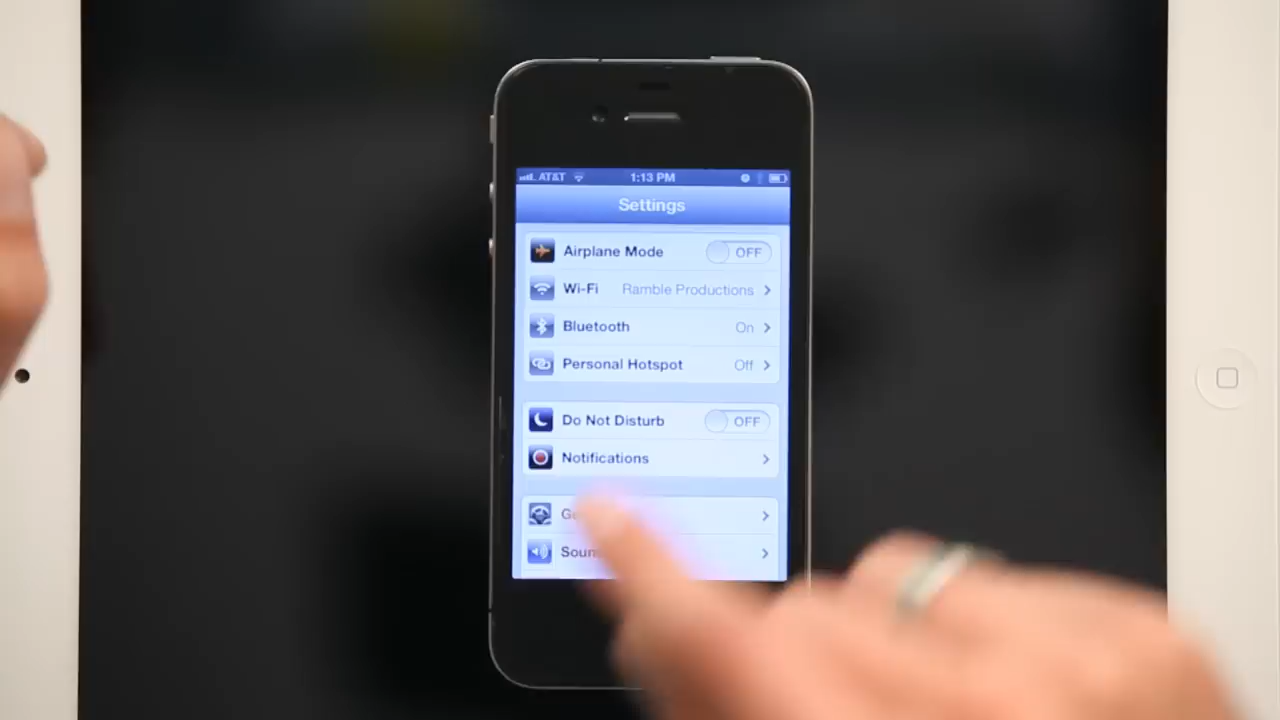 AT&T 1:13 PM
Settings
Airplane Mode OFF
Wi-Fi Ramble Productions
Bluetooth On
Personal Hotspot Off
Do Not Disturb OFF
Notifications